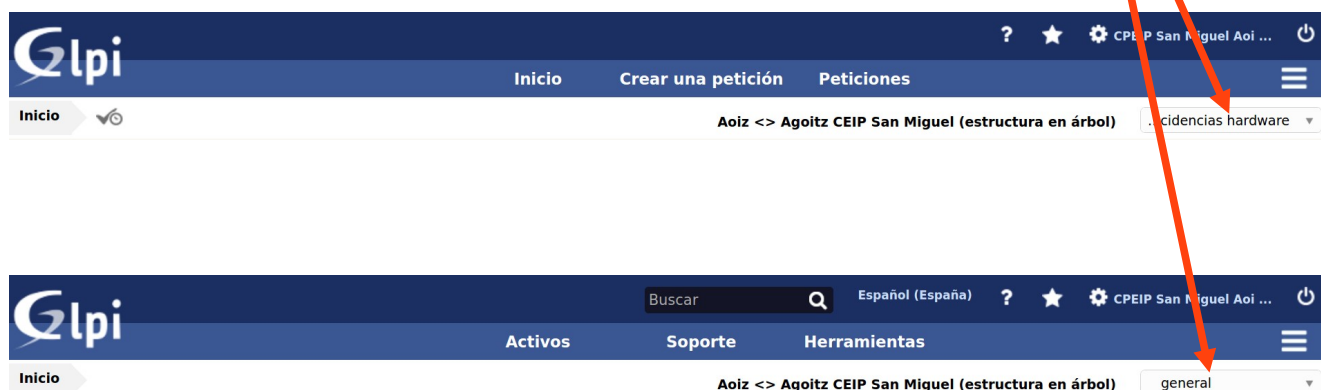 Glpi
? CPEIP San Miguel Aoi ...
Inicio Crear una petición Peticiones
Inicio Aoiz <> Agoitz CEIP San Miguel (estructura en árbol) ...cidencias hardware
Glpi
Buscar Español (España) ? CPEIP San Miguel Aoi ...
Activos Soporte Herramientas
Inicio Aoiz <> Agoitz CEIP San Miguel (estructura en árbol) general